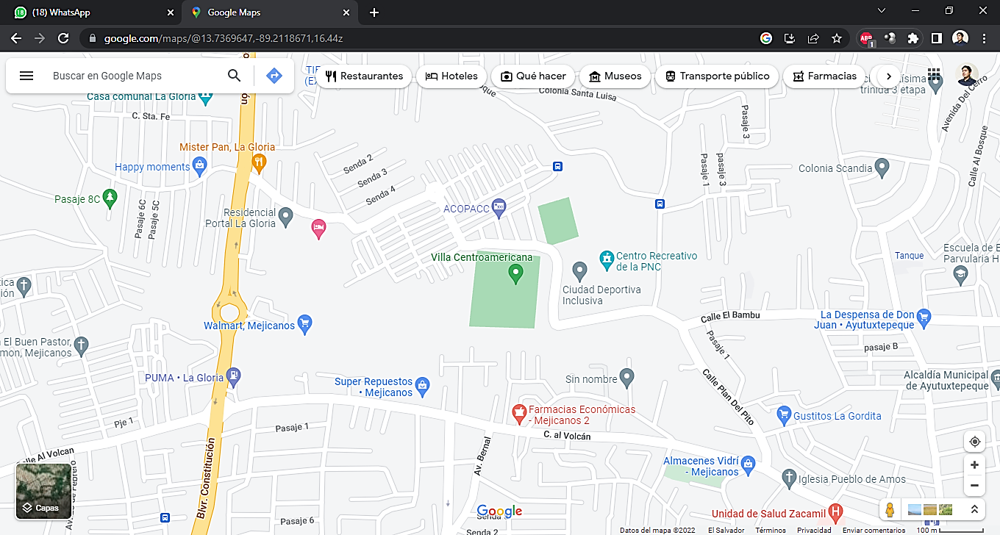 (18) WhatsApp
Google Maps
google.com/maps/@13.7369647,-89.2118671,16.44z
Buscar en Google Maps
Restaurantes
Hoteles
Qué hacer
Museos
Transporte público
Farmacias
trinida 3 etapa
Casa comunal La Gloria
C. Sta. Fe
Colonia Santa Luisa
Avenida Del Cerro
Pasaje 3
Calle Al Bosque
Mister Pan, La Gloria
Happy moments
Senda 2
Senda 3
Senda 4
Pasaje 1
pasaje 3
Colonia Scandia
Pasaje 8C
Pasaje 6C
Pasaje 5C
Residencial
Portal La Gloria
ACOPACC
Villa Centroamericana
Centro Recreativo
de la PNC
Ciudad Deportiva
Inclusiva
Tanque
Escuela de E
Parvularia H
Walmart, Mejicanos
Calle El Bambu
La Despensa de Don
Juan • Ayutuxtepeque
El Buen Pastor,
Mejicanos
Pasaje 1
pasaje B
PUMA • La Gloria
Super Repuestos
• Mejicanos
Sin nombre
Calle Plan Del Pito
Alcaldía Municipal
de Ayutuxtepeque
Farmacias Económicas
- Mejicanos 2
Gustitos La Gordita
Pje 1
Pasaje 1
C. al Volcán
Calle Al Volcan
Blvr. Constitución
Av. Bernal
Almacenes Vidrí
- Mejicanos
Iglesia Pueblo de Amos
Capas
Google
Unidad de Salud Zacamil
Pasaje 6
Senda 2
Datos del mapa ©2022
El Salvador
Términos
Privacidad
Enviar comentarios
100 m